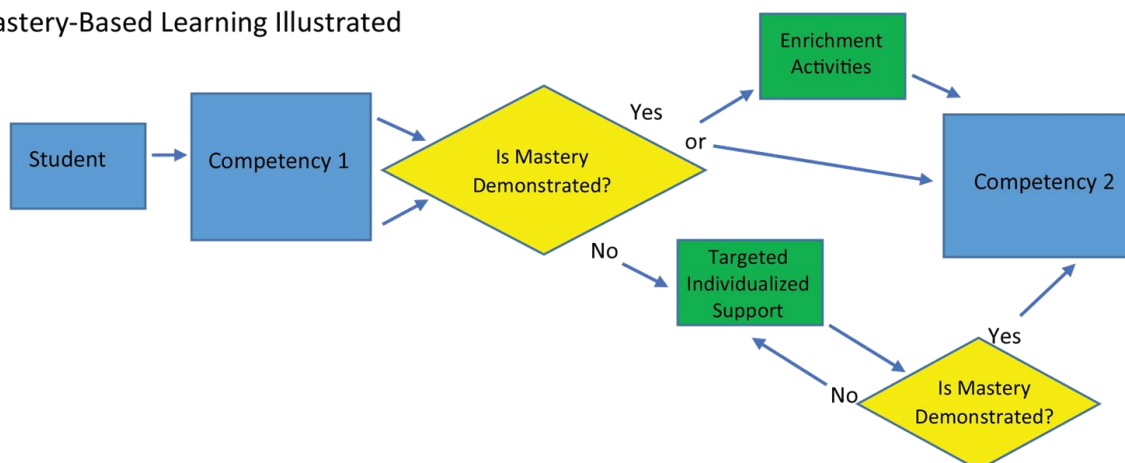 astery-Based Learning Illustrated
Enrichment
Activities
Yes
or
Student
Competency 1
Is Mastery
Demonstrated?
Competency 2
No
Targeted
Individualized
Support
Yes
No
Is Mastery
Demonstrated?